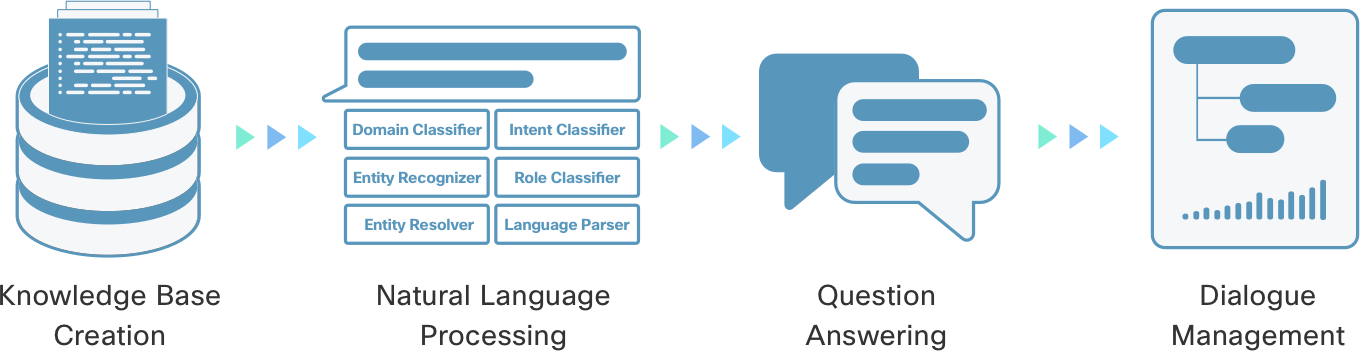 Domain Classifier
Intent Classifier
Entity Recognizer
Role Classifier
Entity Resolver
Language Parser
Knowledge Base
Creation
Natural Language
Processing
Question
Answering
Dialogue
Management